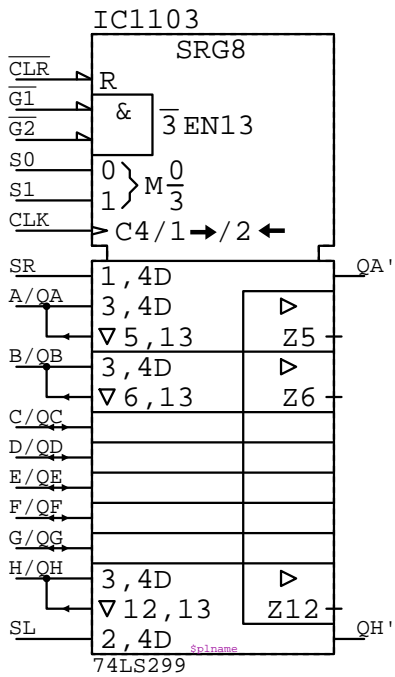 IC1103
SRG8
CLR
R
G1
&
3EN13
G2
S0
0
M 0/3
S1
1
CLK
C4/1→/2←
SR
1,4D
QA'
A/QA
3,4D
▷
▽5,13
Z5
B/QB
3,4D
▷
▽6,13
Z6
C/QC
D/QD
E/QE
F/QF
G/QG
H/QH
3,4D
▷
▽12,13
Z12
SL
2,4D
QH'
$plname
74LS299